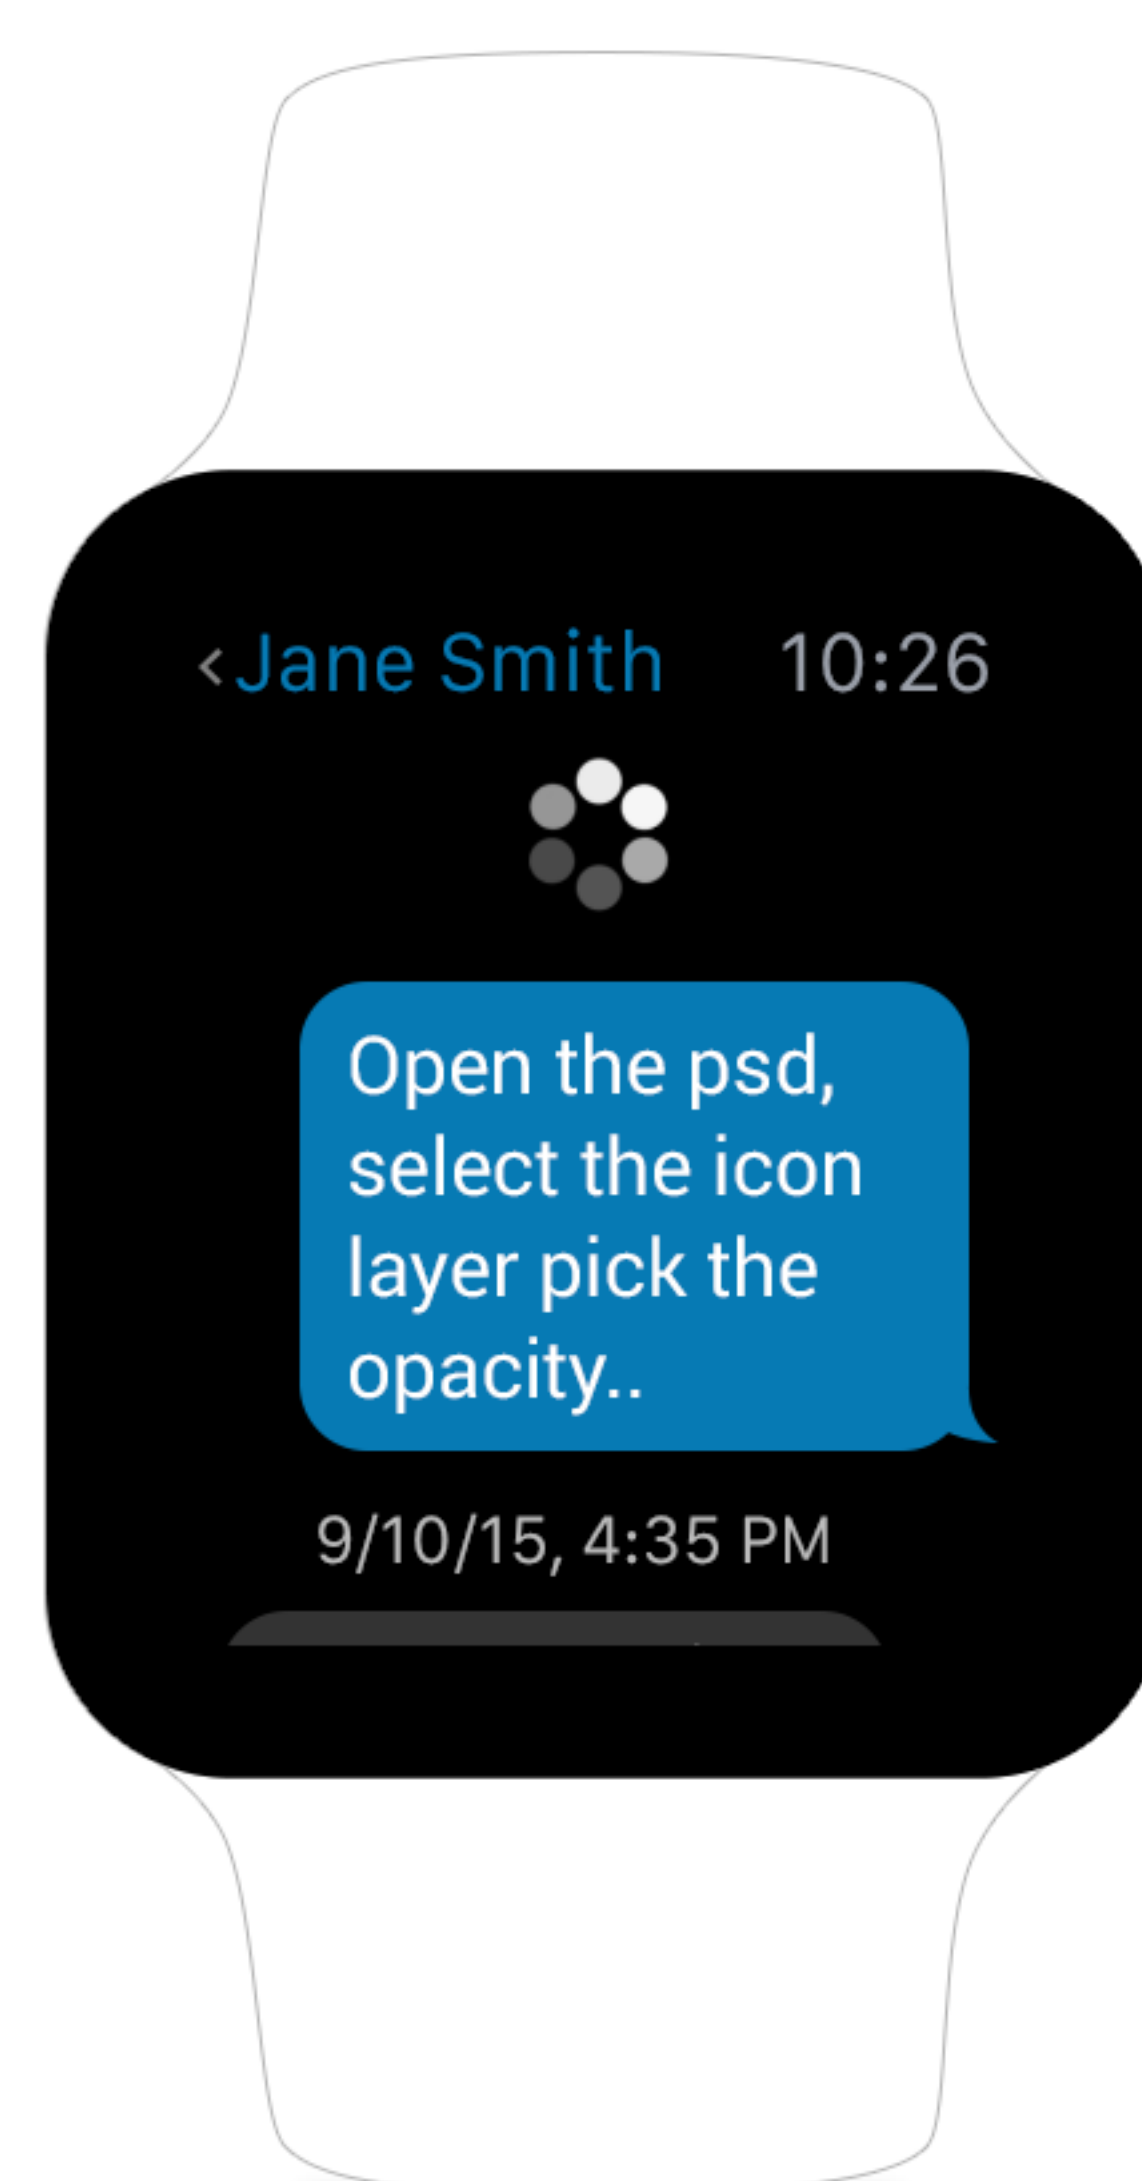 <Jane Smith 10:26
Open the psd,
select the icon
layer pick the
opacity..
9/10/15, 4:35 PM